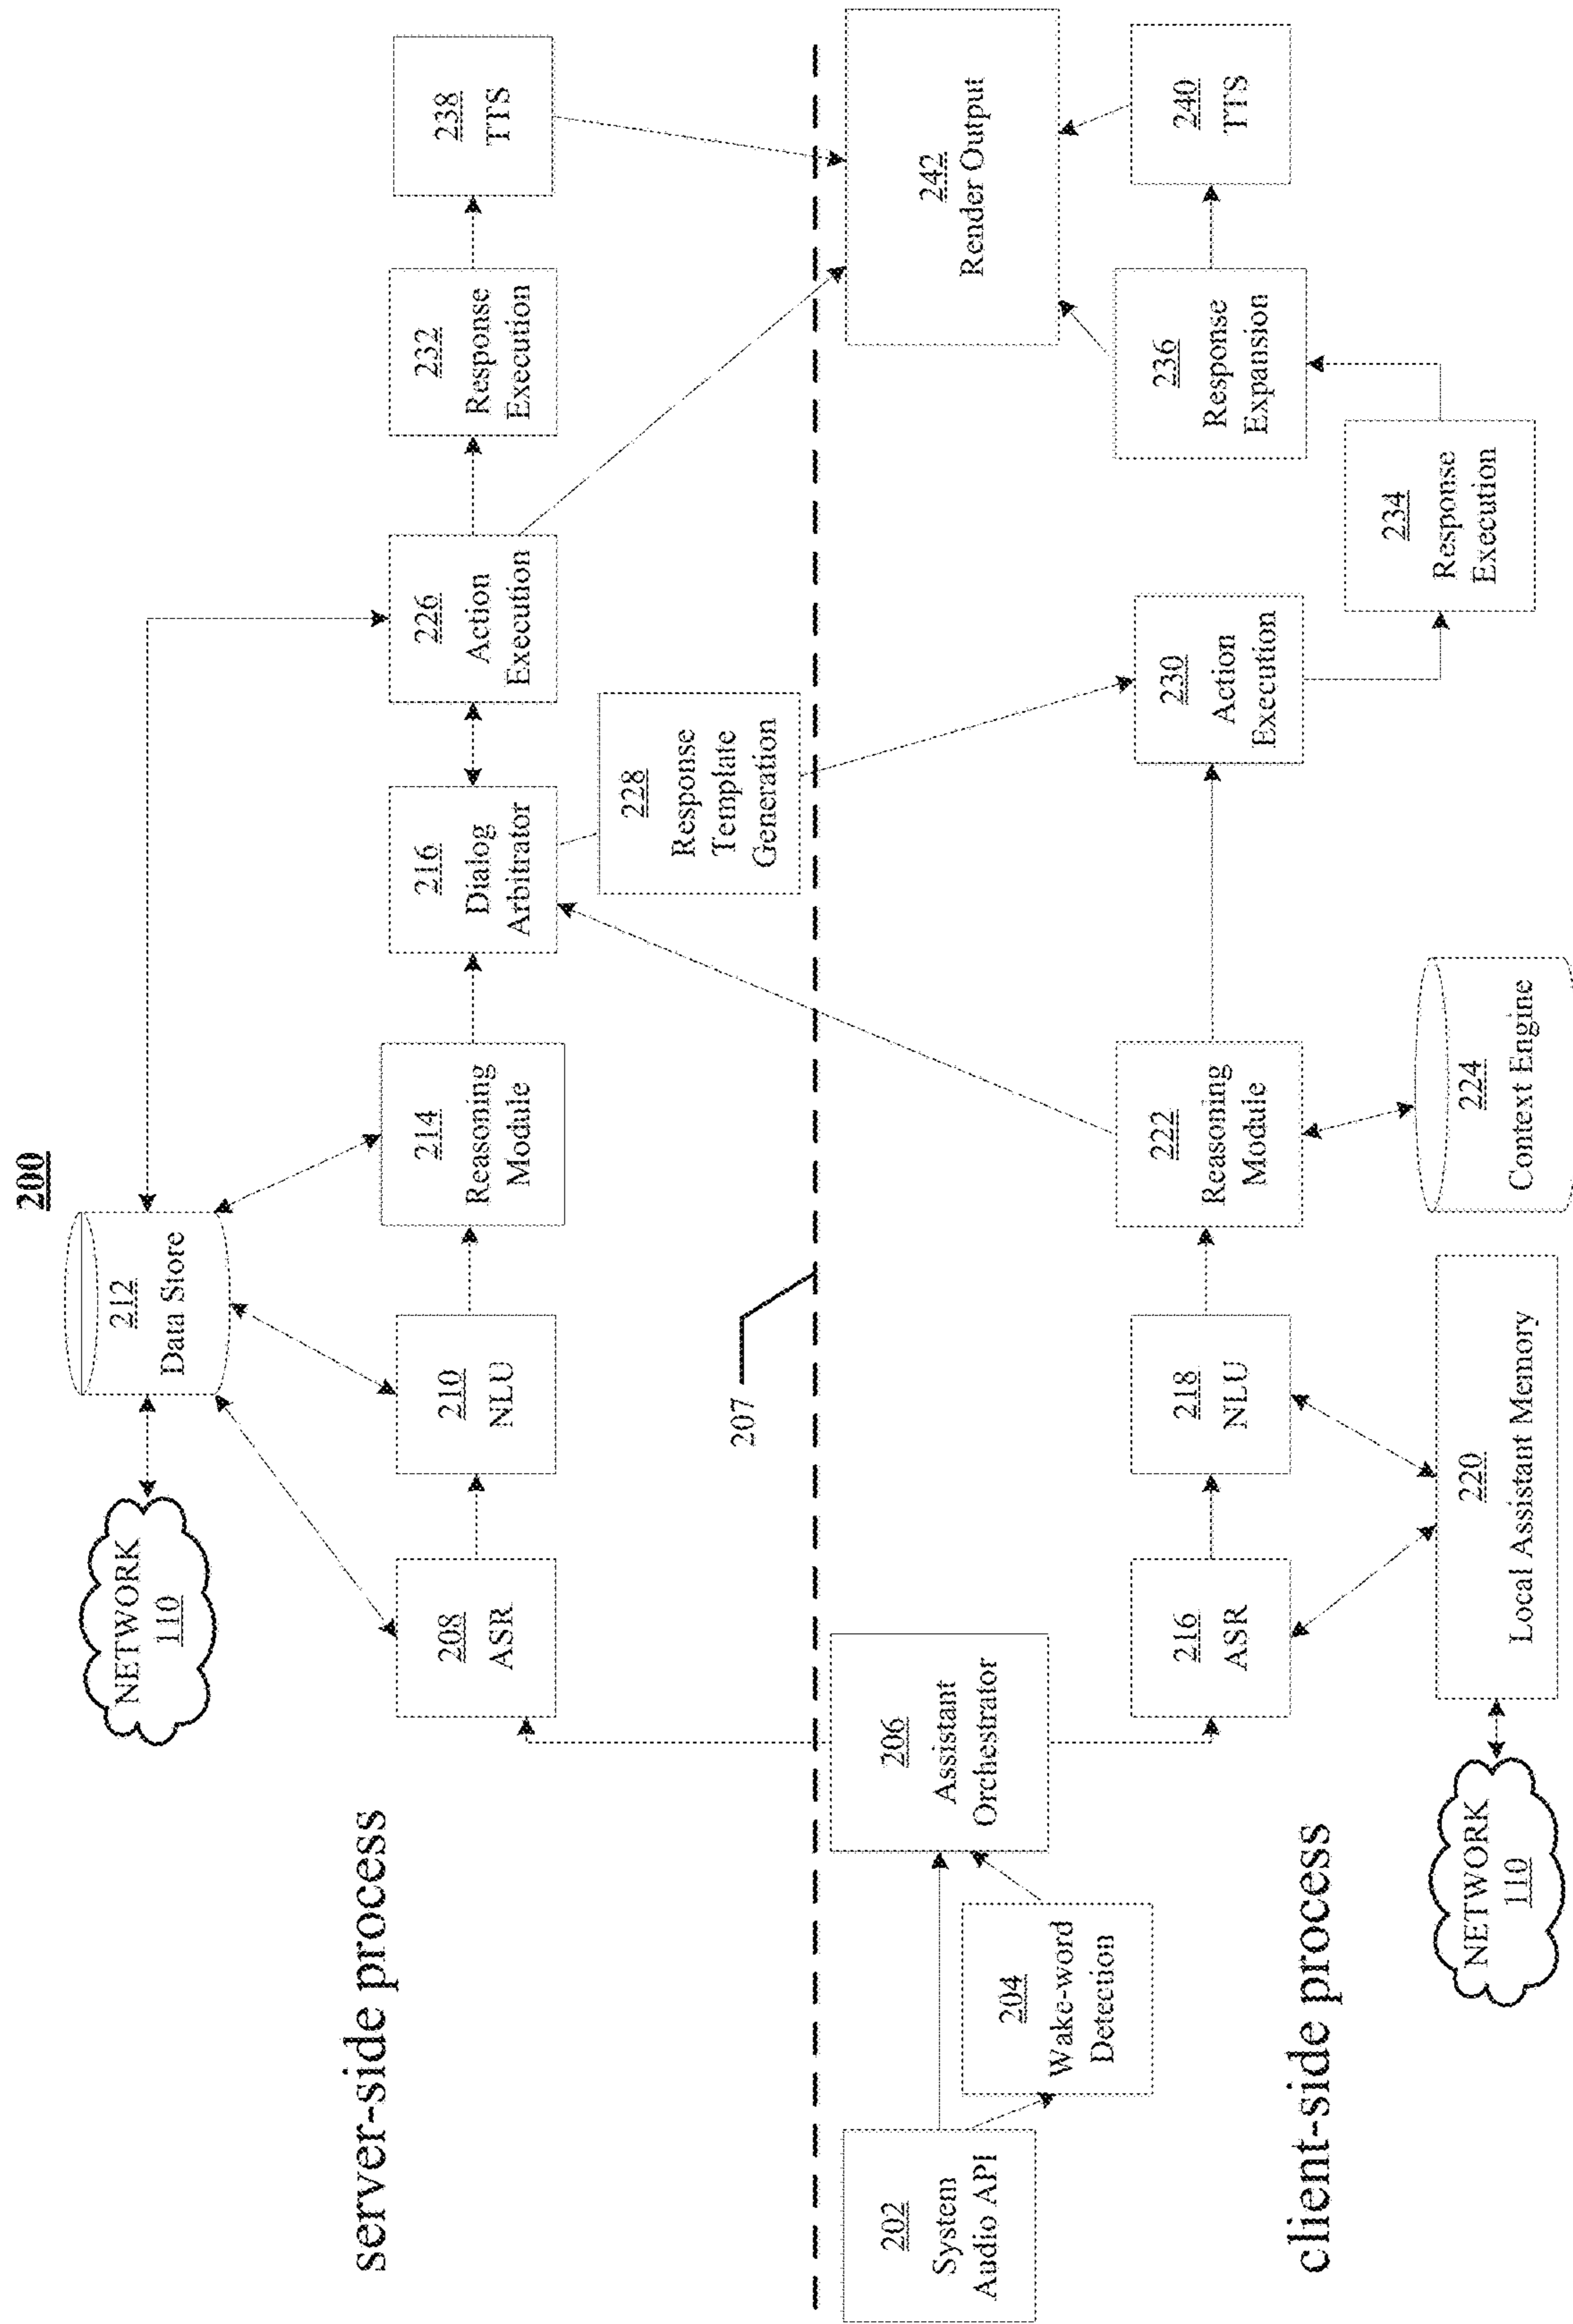 200
server-side process
NETWORK
110
212
Data Store
208
ASR
210
NLU
214
Reasoning
Module
216
Dialog
Arbitrator
226
Action
Execution
232
Response
Execution
238
TTS
228
Response
Template
Generation
207
202
System
Audio API
204
Wake-word
Detection
206
Assistant
Orchestrator
216
ASR
218
NLU
222
Reasoning
Module
230
Action
Execution
234
Response
Execution
236
Response
Expansion
240
TTS
242
Render Output
client-side process
NETWORK
110
220
Local Assistant Memory
224
Context Engine